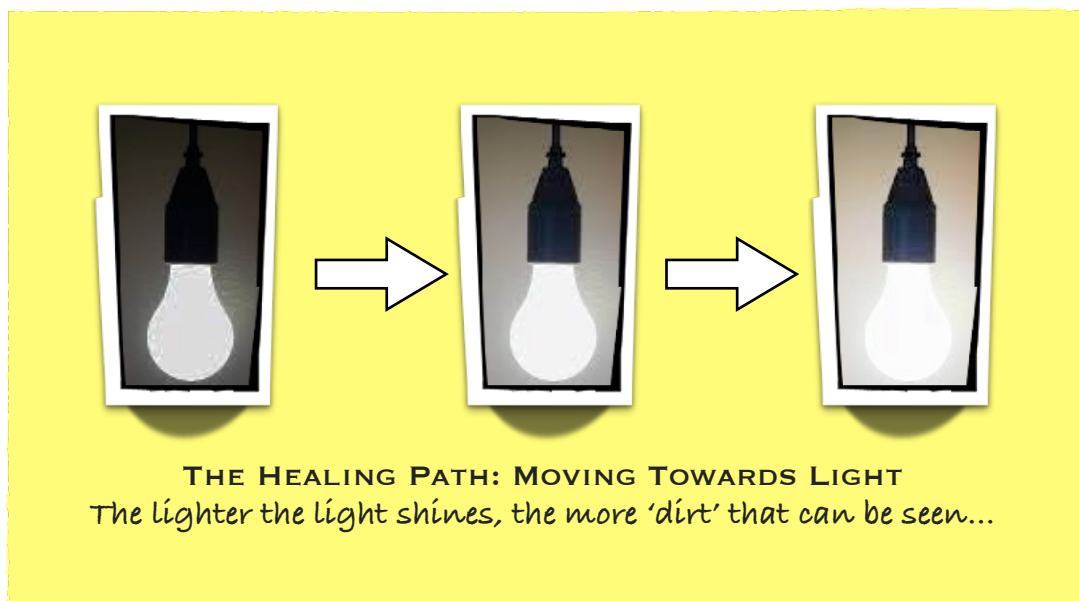 The Healing Path: Moving Towards Light
The lighter the light shines, the more ‘dirt’ that can be seen...